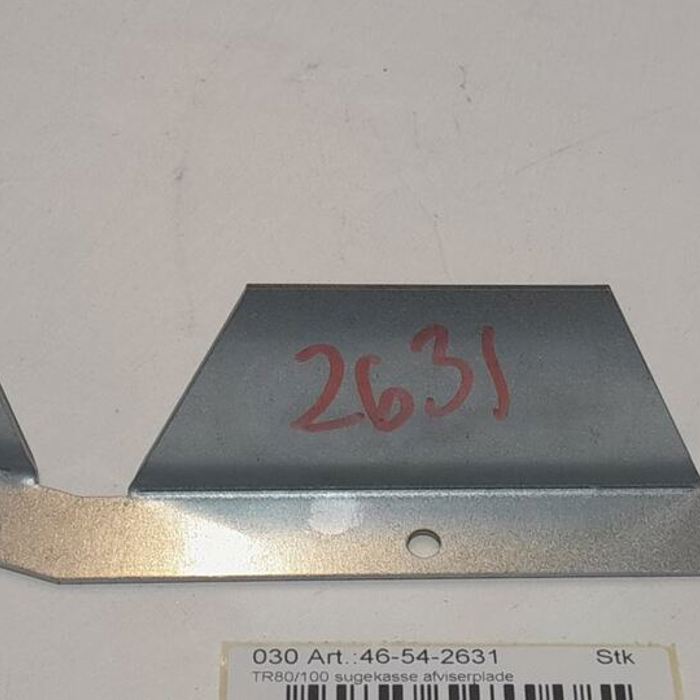 2631
030 Art.:46-54-2631 Stk
TR80/100 sugekasse afviserplade